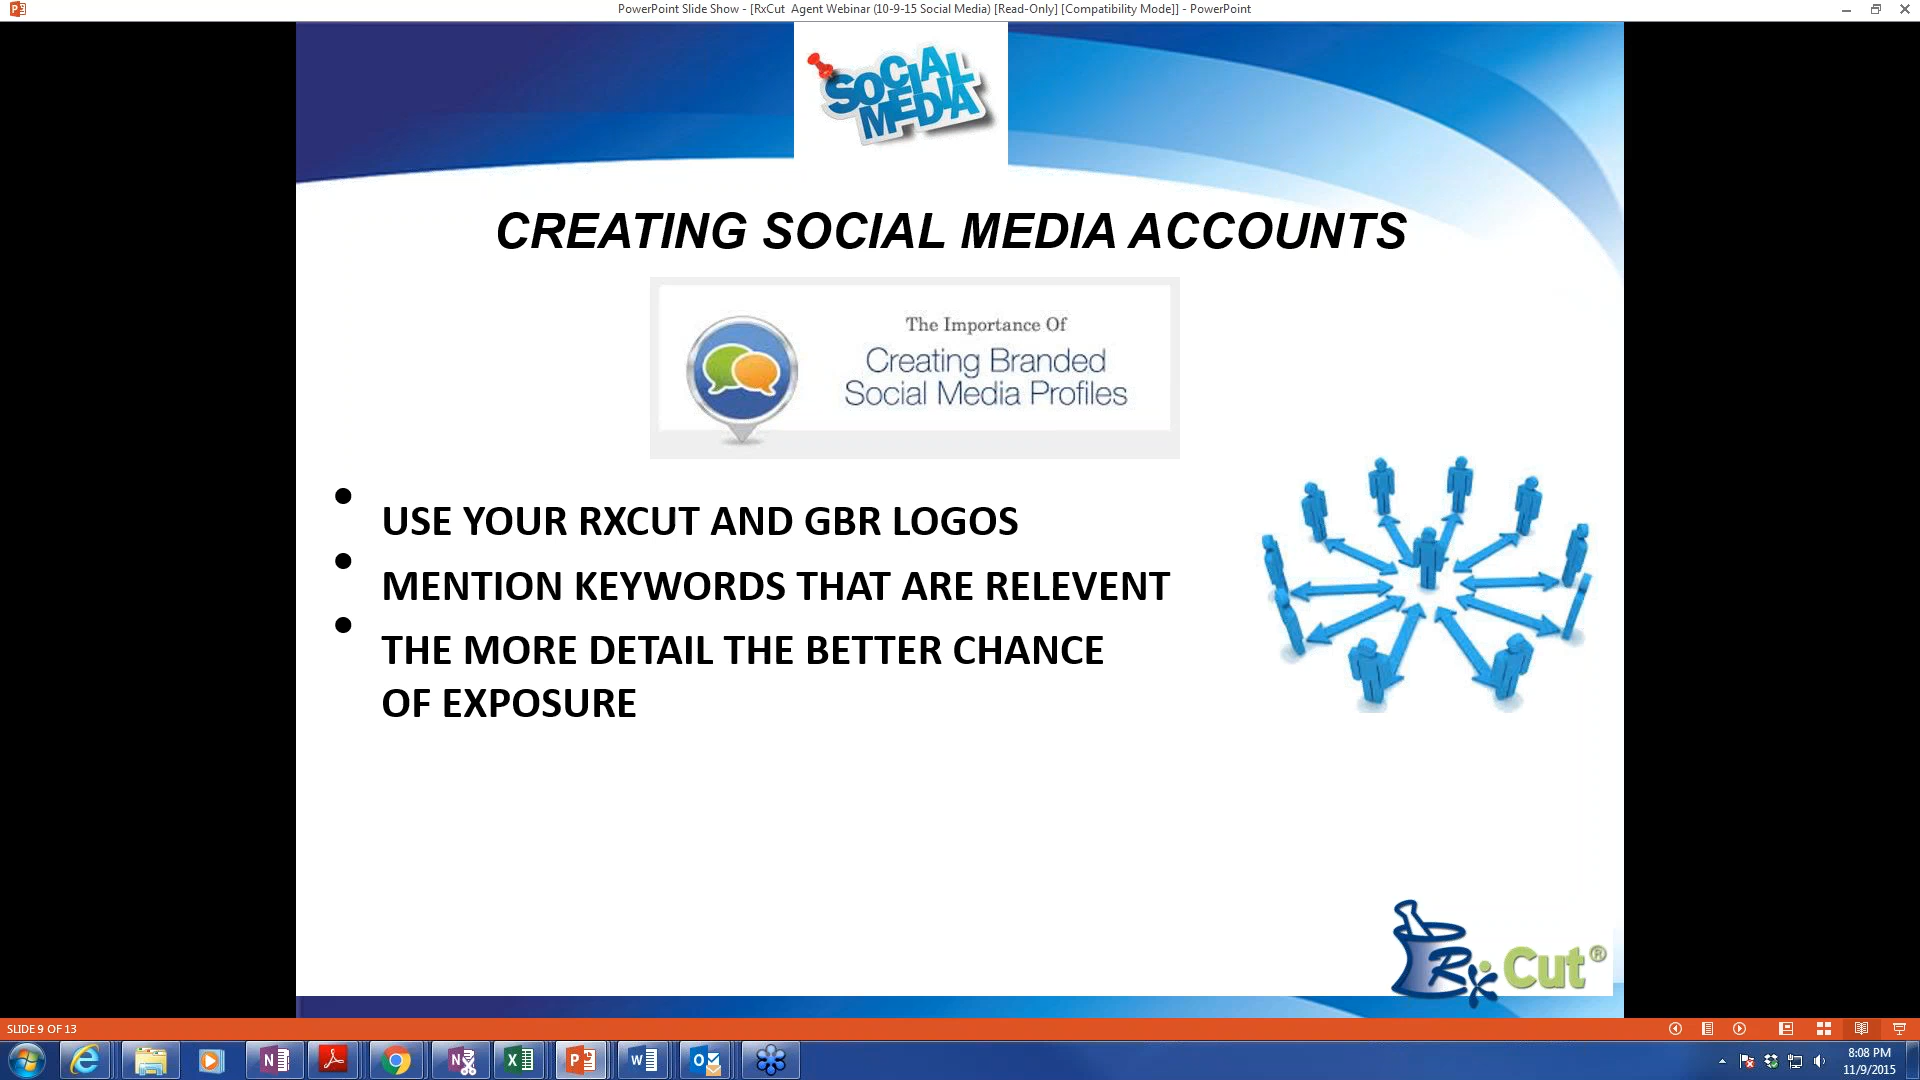 PowerPoint Slide Show - [RxCut  Agent Webinar (10-9-15 Social Media) [Read-Only] [Compatibility Mode]] - PowerPoint
SOCIAL
MEDIA
CREATING SOCIAL MEDIA ACCOUNTS
The Importance Of
Creating Branded
Social Media Profiles
• USE YOUR RXCUT AND GBR LOGOS
• MENTION KEYWORDS THAT ARE RELEVENT
• THE MORE DETAIL THE BETTER CHANCE
OF EXPOSURE
Rx Cut®
SLIDE 9 OF 13
8:08 PM
11/9/2015